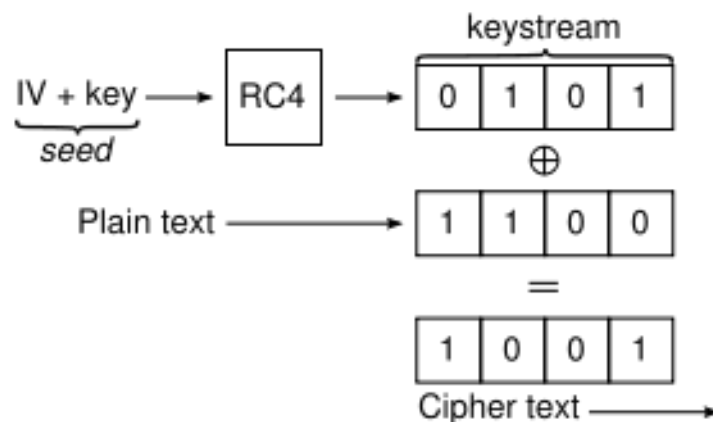 keystream
IV + key
RC4
0 1 0 1
seed
⊕
Plain text
1 1 0 0
=
1 0 0 1
Cipher text